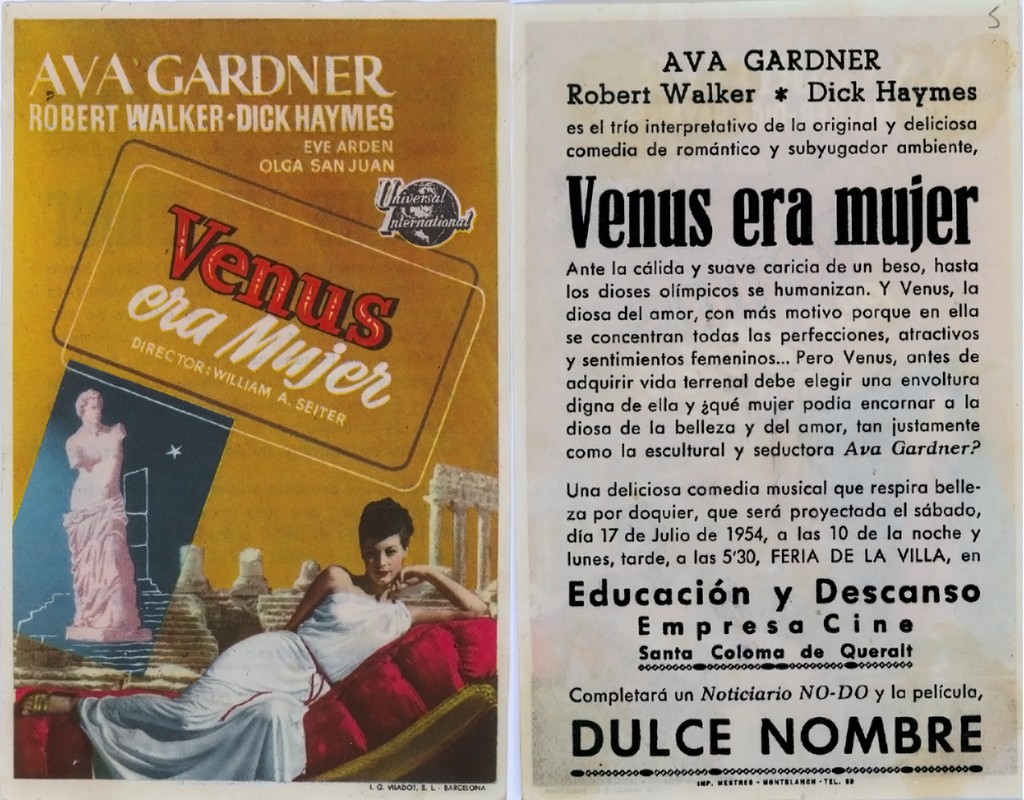 AVA GARDNER
ROBERT WALKER · DICK HAYMES
EVE ARDEN
OLGA SAN JUAN
Universal
International
Venus
era Mujer
DIRECTOR: WILLIAM A. SEITER
I. G. VILADOT, S. L. - BARCELONA
5
AVA GARDNER
Robert Walker * Dick Haymes
es el trío interpretativo de la original y deliciosa
comedia de romántico y subyugador ambiente,
Venus era mujer
Ante la cálida y suave caricia de un beso, hasta
los dioses olímpicos se humanizan. Y Venus, la
diosa del amor, con más motivo porque en ella
se concentran todas las perfecciones, atractivos
y sentimientos femeninos... Pero Venus, antes de
adquirir vida terrenal debe elegir una envoltura
digna de ella y ¿qué mujer podia encarnar a la
diosa de la belleza y del amor, tan justamente
como la escultural y seductora Ava Gardner?
Una deliciosa comedia musical que respira belle-
za por doquier, que será proyectada el sábado,
día 17 de Julio de 1954, a las 10 de la noche y
lunes, tarde, a las 5'30, FERIA DE LA VILLA, en
Educación y Descanso
Empresa Cine
Santa Coloma de Queralt
Completará un Noticiario NO-DO y la película,
DULCE NOMBRE
IMP. MESTRES - MONTBLANCH - TEL. 88